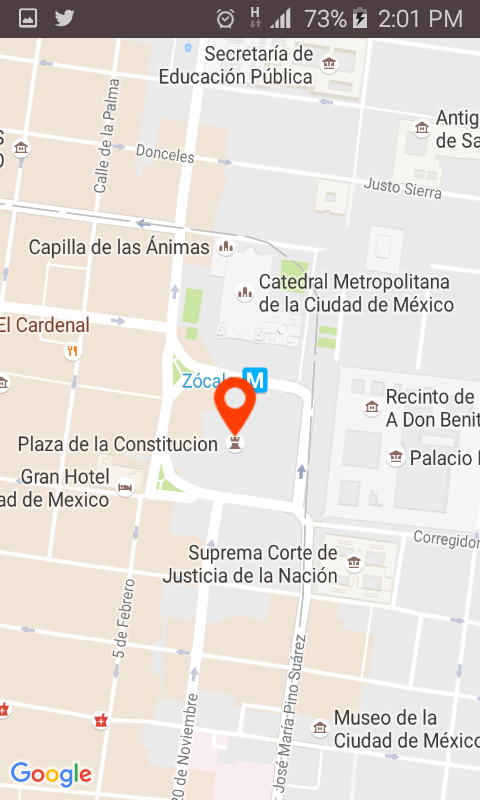 H 73% 2:01 PM
Secretaría de
Educación Pública
Calle de la Palma
Antig
de Sa
S
O
Donceles
Justo Sierra
Capilla de las Ánimas
Catedral Metropolitana
de la Ciudad de México
El Cardenal
Zócal
M
Recinto de
A Don Benit
Plaza de la Constitucion
Palacio
Gran Hotel
ad de Mexico
Corregidor
Suprema Corte de
Justicia de la Nación
5 de Febrero
20 de Noviembre
José María Pino Suárez
Museo de la
Ciudad de México
Google